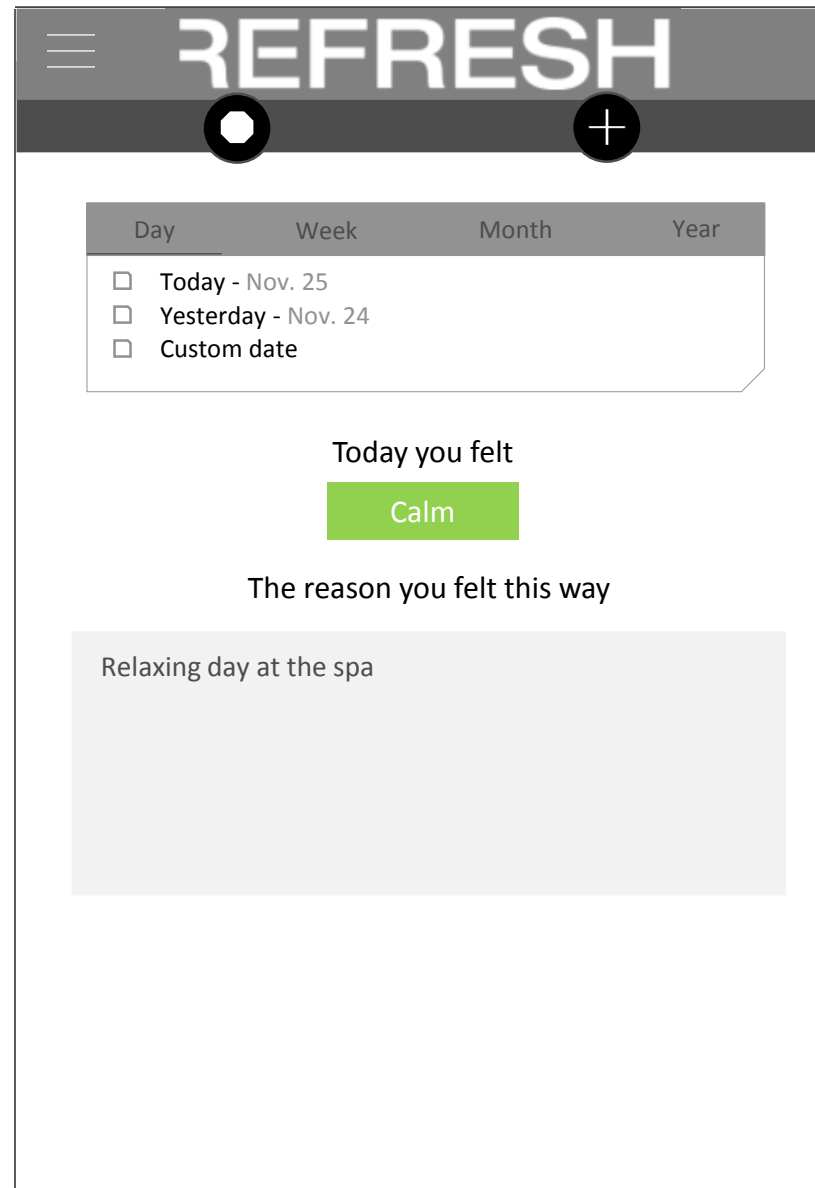 REFRESH
Day Week Month Year
Today - Nov. 25
Yesterday - Nov. 24
Custom date
Today you felt
Calm
The reason you felt this way
Relaxing day at the spa